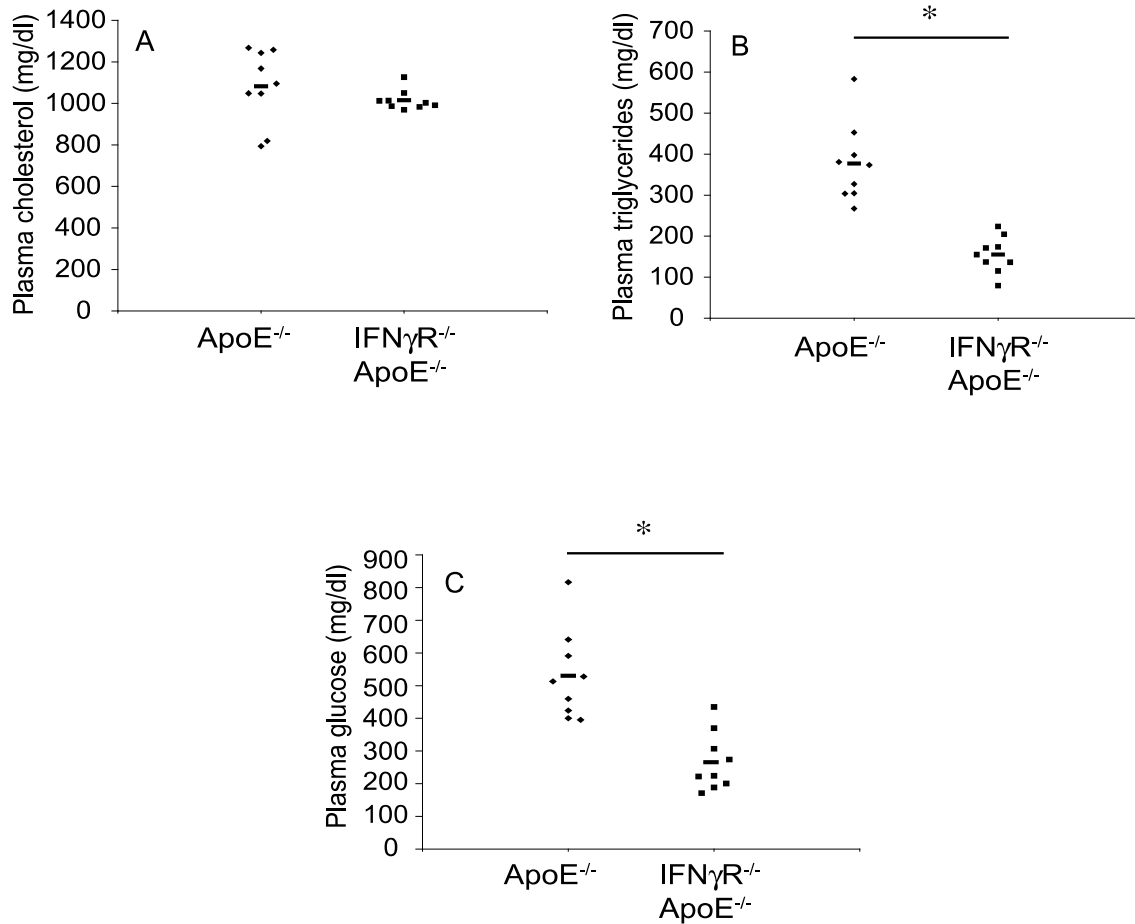 A
Plasma cholesterol (mg/dl)
1400
1200
1000
800
600
400
200
0
ApoE-/-
IFNγR-/-
ApoE-/-
*
B
Plasma triglycerides (mg/dl)
700
600
500
400
300
200
100
0
ApoE-/-
IFNγR-/-
ApoE-/-
*
C
Plasma glucose (mg/dl)
900
800
700
600
500
400
300
200
100
0
ApoE-/-
IFNγR-/-
ApoE-/-